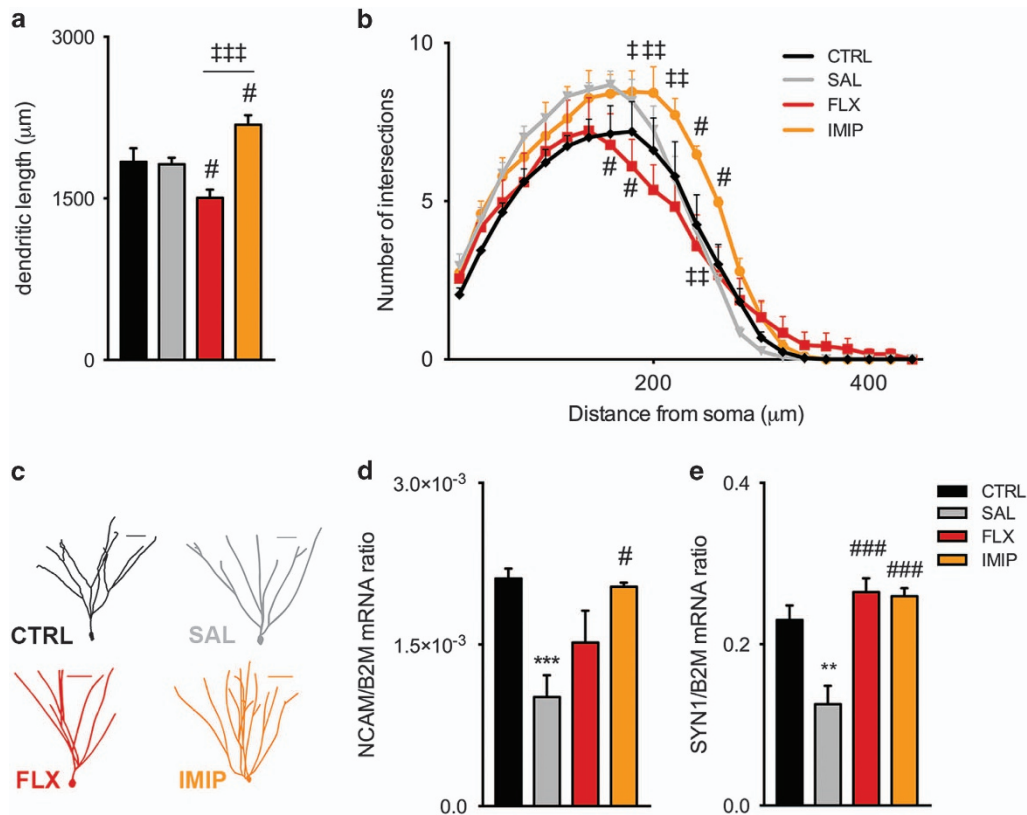 a
3000
1500
0
dendritic length (μm)
‡‡‡
#
#
b
10
5
0
Number of intersections
200
400
Distance from soma (μm)
‡ ‡‡
‡‡
#
#
#
#
‡‡
CTRL
SAL
FLX
IMIP
c
CTRL
SAL
FLX
IMIP
d
3.0×10⁻³
1.5×10⁻³
0.0
NCAM/B2M mRNA ratio
***
#
e
0.4
0.2
0.0
SYN1/B2M mRNA ratio
**
###
###
CTRL
SAL
FLX
IMIP